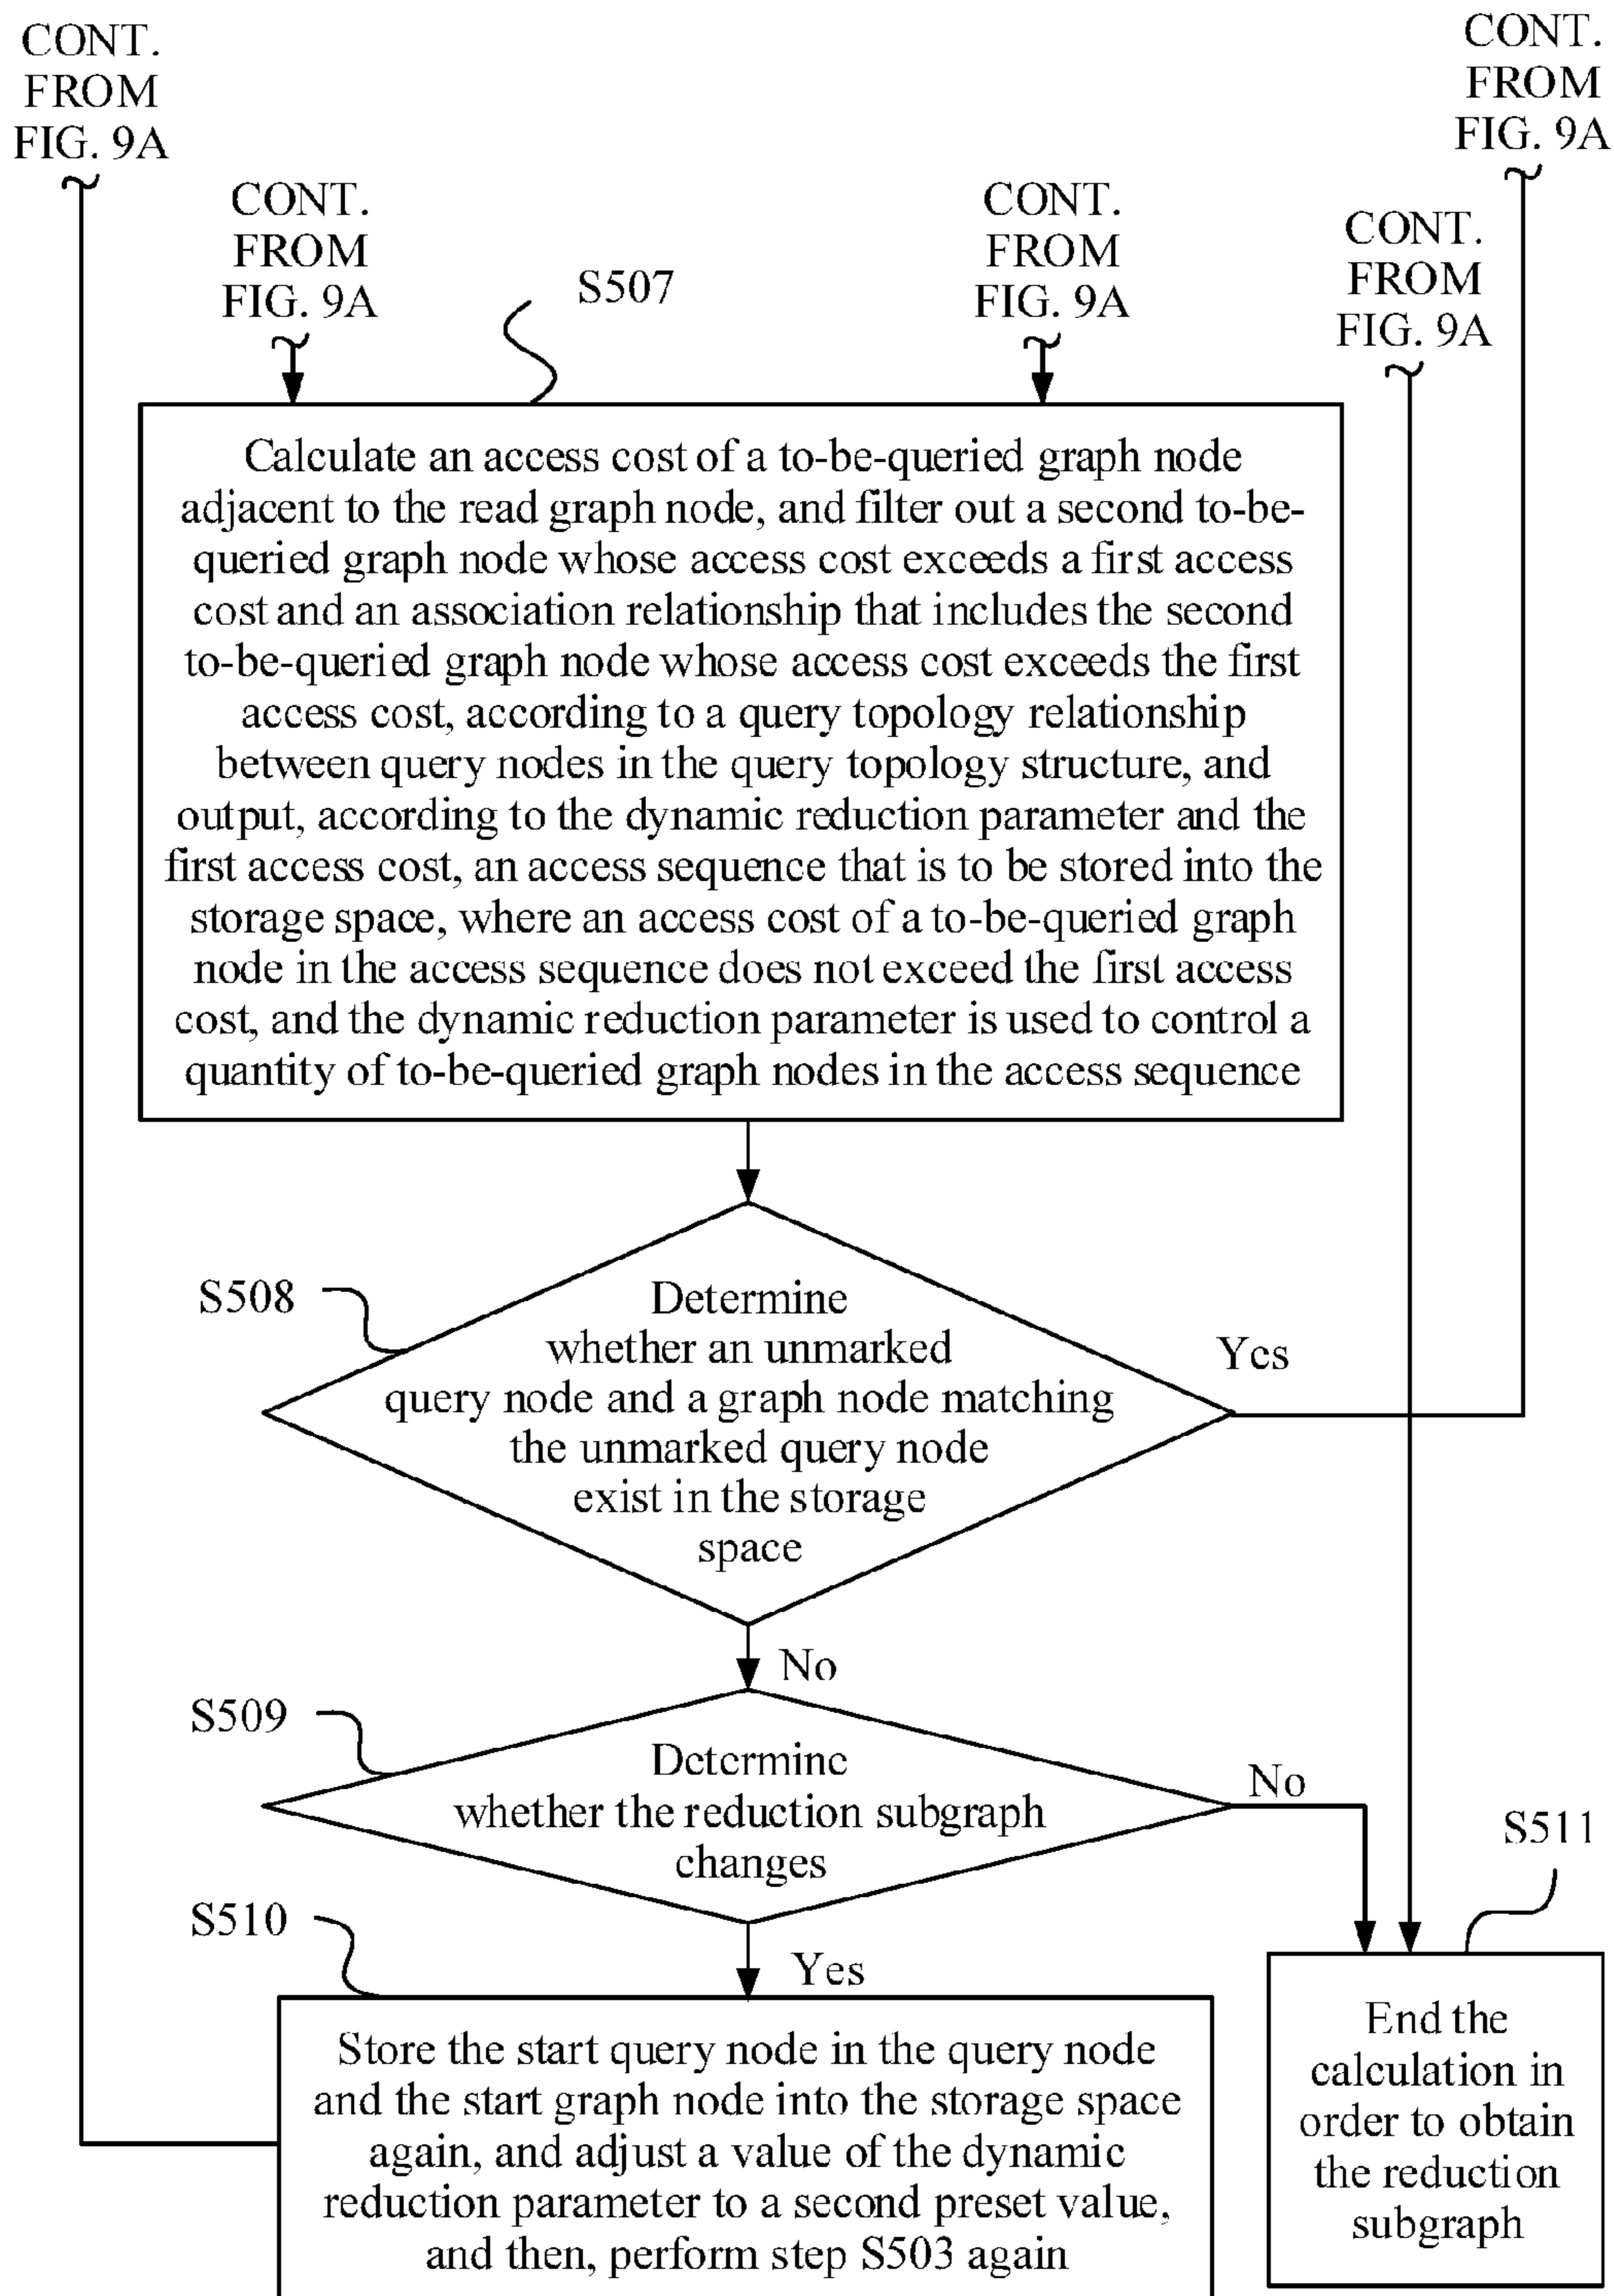 CONT.
FROM
FIG. 9A
CONT.
FROM
FIG. 9A
CONT.
FROM
FIG. 9A
CONT.
FROM
FIG. 9A
CONT.
FROM
FIG. 9A
S507
Calculate an access cost of a to-be-queried graph node
adjacent to the read graph node, and filter out a second to-be-
queried graph node whose access cost exceeds a first access
cost and an association relationship that includes the second
to-be-queried graph node whose access cost exceeds the first
access cost, according to a query topology relationship
between query nodes in the query topology structure, and
output, according to the dynamic reduction parameter and the
first access cost, an access sequence that is to be stored into the
storage space, where an access cost of a to-be-queried graph
node in the access sequence does not exceed the first access
cost, and the dynamic reduction parameter is used to control a
quantity of to-be-queried graph nodes in the access sequence
S508
Determine
whether an unmarked
query node and a graph node matching
the unmarked query node
exist in the storage
space
Yes
No
S509
Determine
whether the reduction subgraph
changes
No
S511
S510
Yes
Store the start query node in the query node
and the start graph node into the storage space
again, and adjust a value of the dynamic
reduction parameter to a second preset value,
and then, perform step S503 again
End the
calculation in
order to obtain
the reduction
subgraph